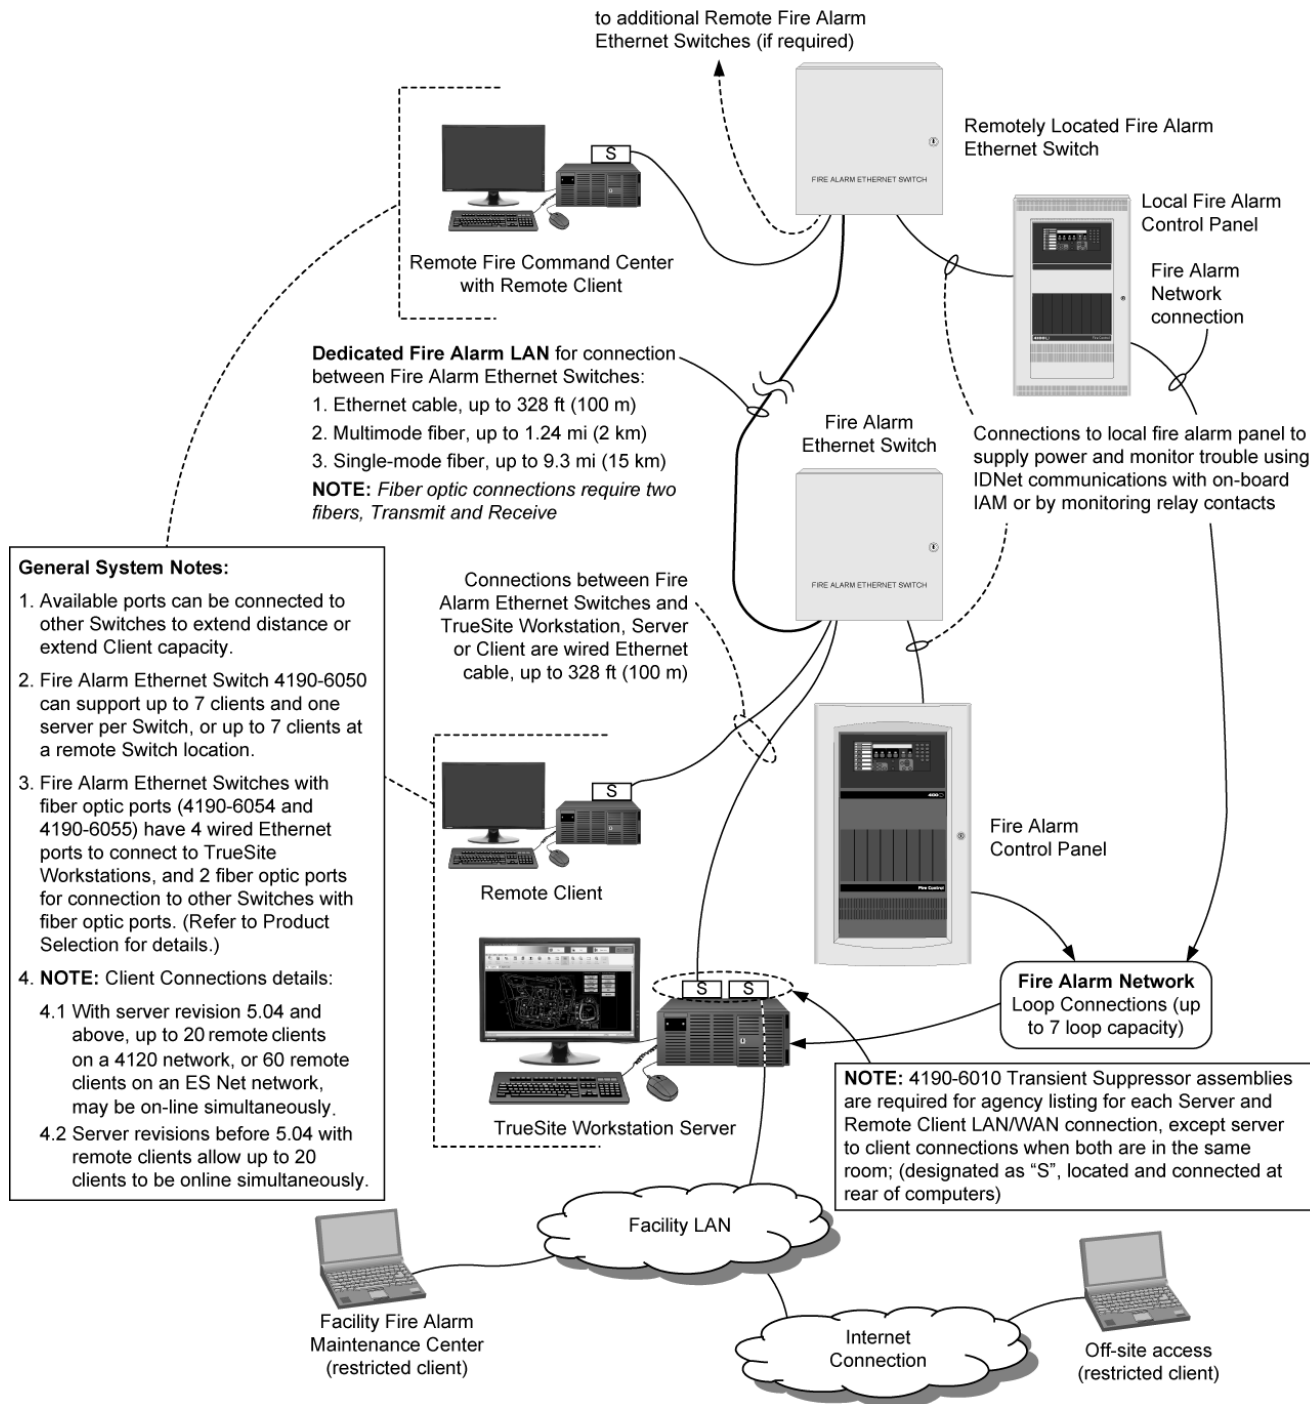 to additional Remote Fire Alarm
Ethernet Switches (if required)
S
FIRE ALARM ETHERNET SWITCH
Remotely Located Fire Alarm
Ethernet Switch
Local Fire Alarm
Control Panel
Fire Alarm
Network
connection
Remote Fire Command Center
with Remote Client
Dedicated Fire Alarm LAN for connection
between Fire Alarm Ethernet Switches:
1. Ethernet cable, up to 328 ft (100 m)
2. Multimode fiber, up to 1.24 mi (2 km)
3. Single-mode fiber, up to 9.3 mi (15 km)
NOTE: Fiber optic connections require two
fibers, Transmit and Receive
Fire Alarm
Ethernet Switch
FIRE ALARM ETHERNET SWITCH
Connections to local fire alarm panel to
supply power and monitor trouble using
IDNet communications with on-board
IAM or by monitoring relay contacts
General System Notes:
1. Available ports can be connected to
other Switches to extend distance or
extend Client capacity.
2. Fire Alarm Ethernet Switch 4190-6050
can support up to 7 clients and one
server per Switch, or up to 7 clients at
a remote Switch location.
3. Fire Alarm Ethernet Switches with
fiber optic ports (4190-6054 and
4190-6055) have 4 wired Ethernet
ports to connect to TrueSite
Workstations, and 2 fiber optic ports
for connection to other Switches with
fiber optic ports. (Refer to Product
Selection for details.)
4. NOTE: Client Connections details:
4.1 With server revision 5.04 and
above, up to 20 remote clients
on a 4120 network, or 60 remote
clients on an ES Net network,
may be on-line simultaneously.
4.2 Server revisions before 5.04 with
remote clients allow up to 20
clients to be online simultaneously.
Connections between Fire
Alarm Ethernet Switches and
TrueSite Workstation, Server
or Client are wired Ethernet
cable, up to 328 ft (100 m)
S
Remote Client
Fire Control
Fire Alarm
Control Panel
S S
TrueSite Workstation Server
Fire Alarm Network
Loop Connections (up
to 7 loop capacity)
NOTE: 4190-6010 Transient Suppressor assemblies
are required for agency listing for each Server and
Remote Client LAN/WAN connection, except server
to client connections when both are in the same
room; (designated as “S”, located and connected at
rear of computers)
Facility LAN
Facility Fire Alarm
Maintenance Center
(restricted client)
Internet
Connection
Off-site access
(restricted client)